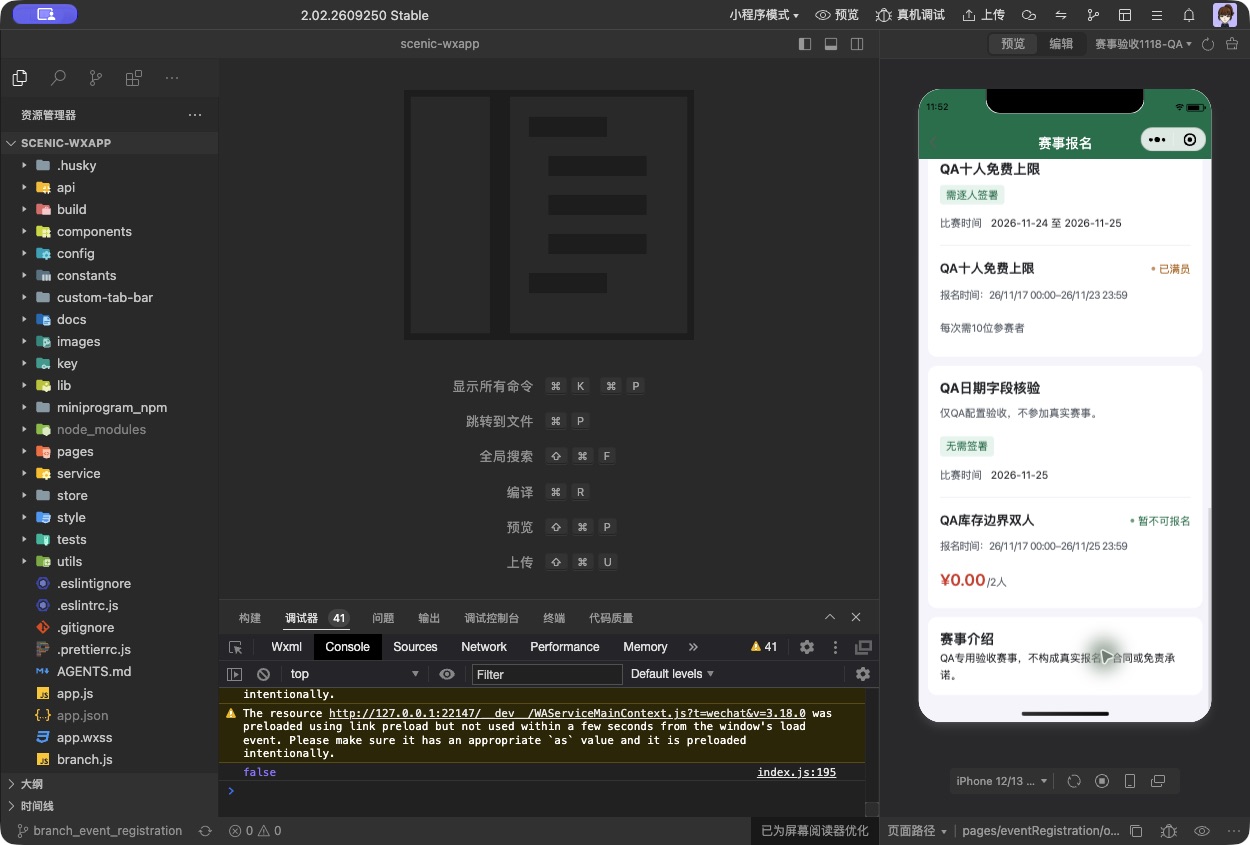 2.02.2609250 Stable
小程序模式
预览
真机调试
上传
scenic-wxapp
预览
编辑
赛事验收1118-QA
资源管理器
SCENIC-WXAPP
.husky
api
build
components
config
constants
custom-tab-bar
docs
images
key
lib
miniprogram_npm
node_modules
pages
service
store
style
tests
utils
.eslintignore
.eslintrc.js
.gitignore
.prettierrc.js
AGENTS.md
app.js
app.json
app.wxss
branch.js
大纲
时间线
显示所有命令 ⌘ K ⌘ P
跳转到文件 ⌘ P
全局搜索 ⇧ ⌘ F
编译 ⌘ R
预览 ⇧ ⌘ P
上传 ⇧ ⌘ U
构建 调试器 41 问题 输出 调试控制台 终端 代码质量
Wxml Console Sources Network Performance Memory 41
top Filter Default levels
intentionally.
The resource http://127.0.0.1:22147/__dev__/WAServiceMainContext.js?t=wechat&v=3.18.0 was
preloaded using link preload but not used within a few seconds from the window's load
event. Please make sure it has an appropriate `as` value and it is preloaded
intentionally.
false index.js:195
11:52
赛事报名
QA十人免费上限
需逐人签署
比赛时间 2026-11-24 至 2026-11-25
QA十人免费上限 已满员
报名时间: 26/11/17 00:00~26/11/23 23:59
每次需10位参赛者
QA日期字段核验
仅QA配置验收，不参加真实赛事。
无需签署
比赛时间 2026-11-25
QA库存边界双人 暂不可报名
报名时间: 26/11/17 00:00~26/11/25 23:59
¥0.00/2人
赛事介绍
QA专用验收赛事，不构成真实报名 合同或免责承
诺。
iPhone 12/13 ...
branch_event_registration
0 0
已为屏幕阅读器优化
页面路径
pages/eventRegistration/o...